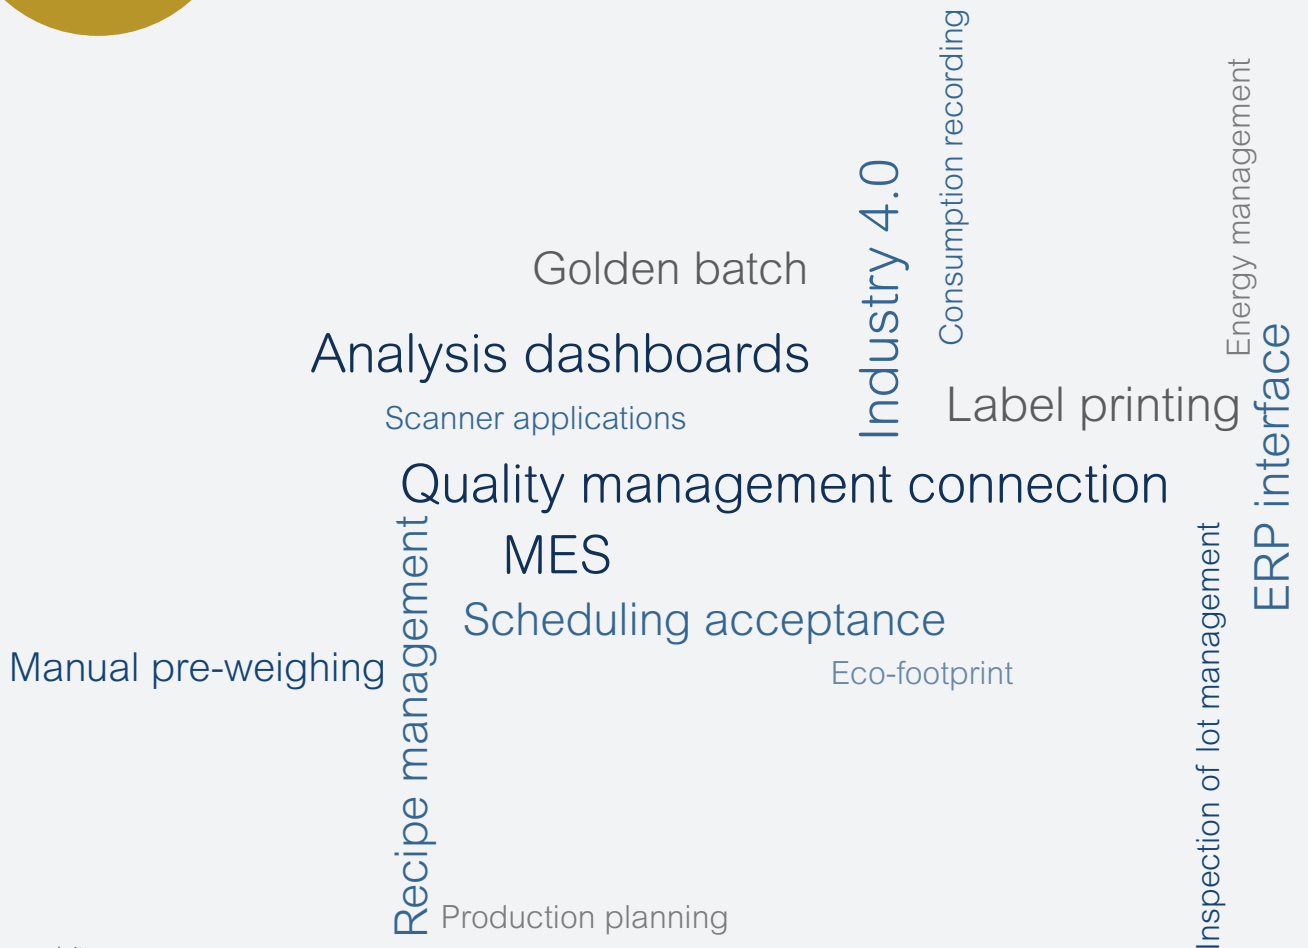 Consumption recording
Energy management
Industry 4.0
Golden batch
Analysis dashboards
ERP interface
Label printing
Scanner applications
Quality management connection
Recipe management
MES
Inspection of lot management
Scheduling acceptance
Manual pre-weighing
Eco-footprint
Production planning